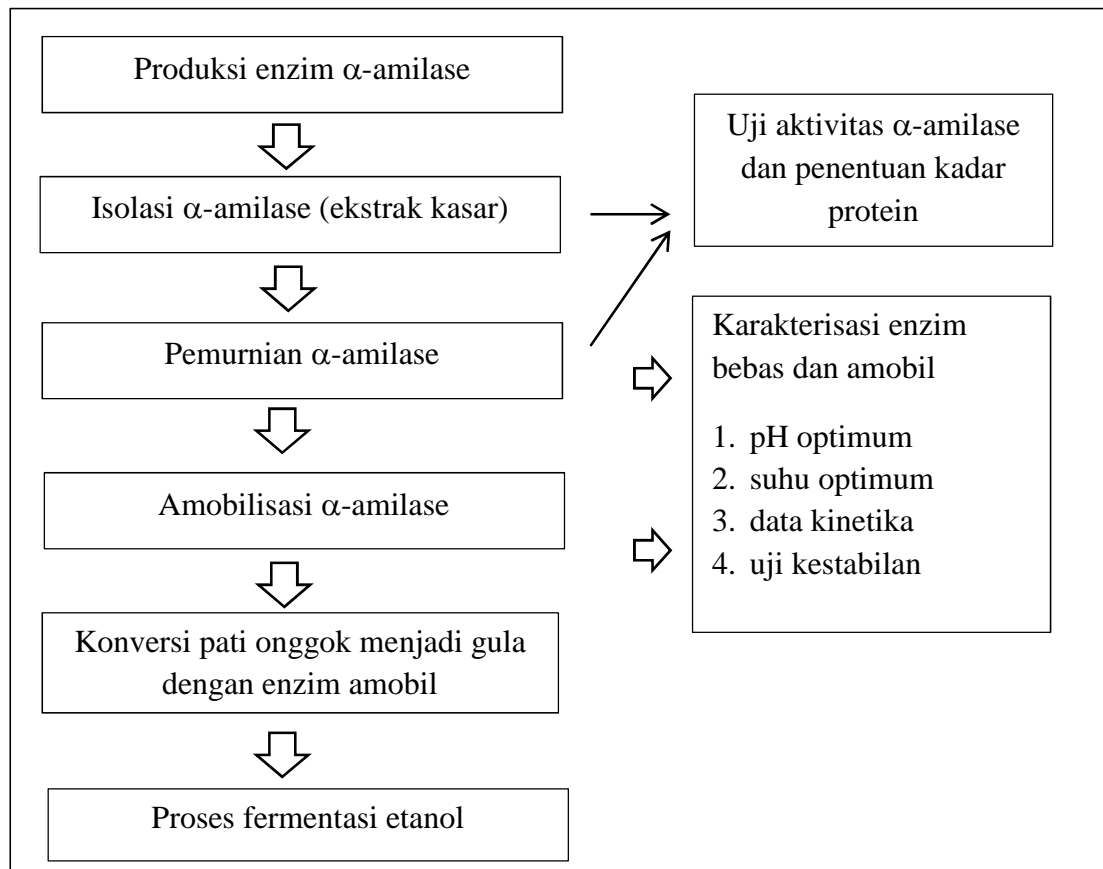 Produksi enzim α-amilase
Isolasi α-amilase (ekstrak kasar)
Pemurnian α-amilase
Amobilisasi α-amilase
Konversi pati onggok menjadi gula
dengan enzim amobil
Proses fermentasi etanol
Uji aktivitas α-amilase
dan penentuan kadar
protein
Karakterisasi enzim
bebas dan amobil
1. pH optimum
2. suhu optimum
3. data kinetika
4. uji kestabilan